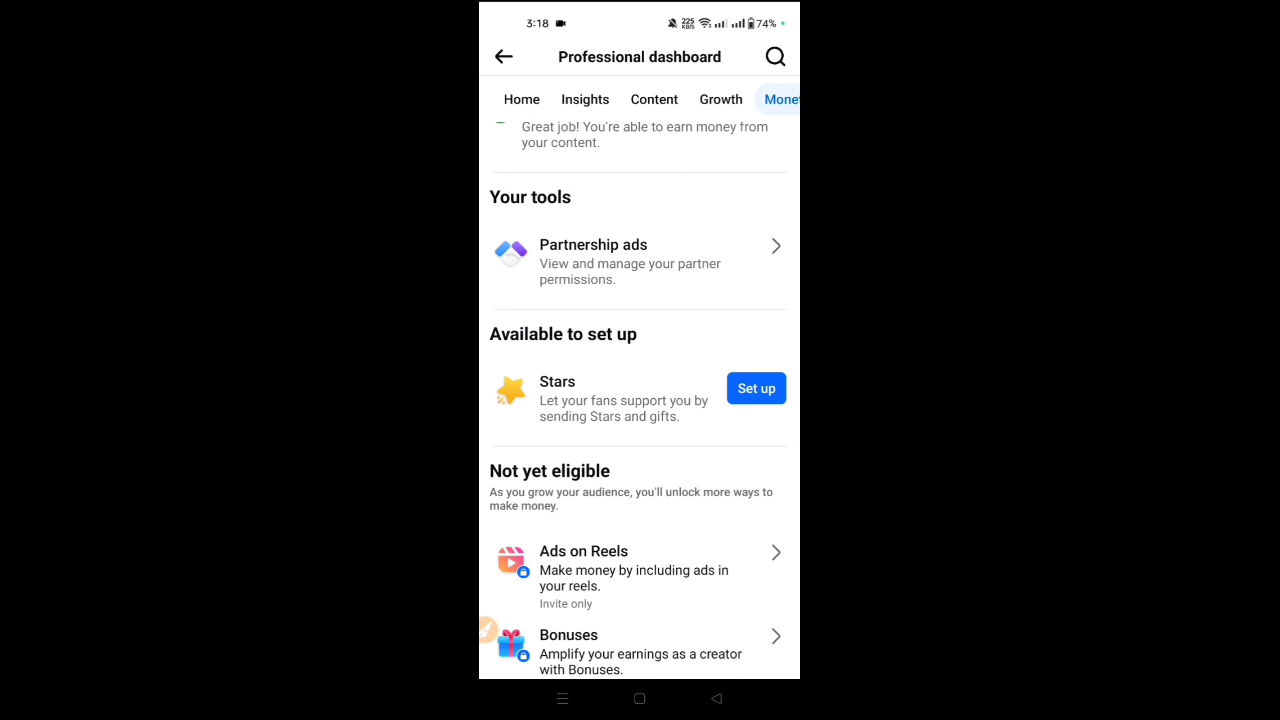 3:18
225
KB/S
74%
Professional dashboard
Home Insights Content Growth Monet
Great job! You're able to earn money from
your content.
Your tools
Partnership ads
View and manage your partner
permissions.
Available to set up
Stars
Let your fans support you by
sending Stars and gifts.
Set up
Not yet eligible
As you grow your audience, you'll unlock more ways to
make money.
Ads on Reels
Make money by including ads in
your reels.
Invite only
Bonuses
Amplify your earnings as a creator
with Bonuses.